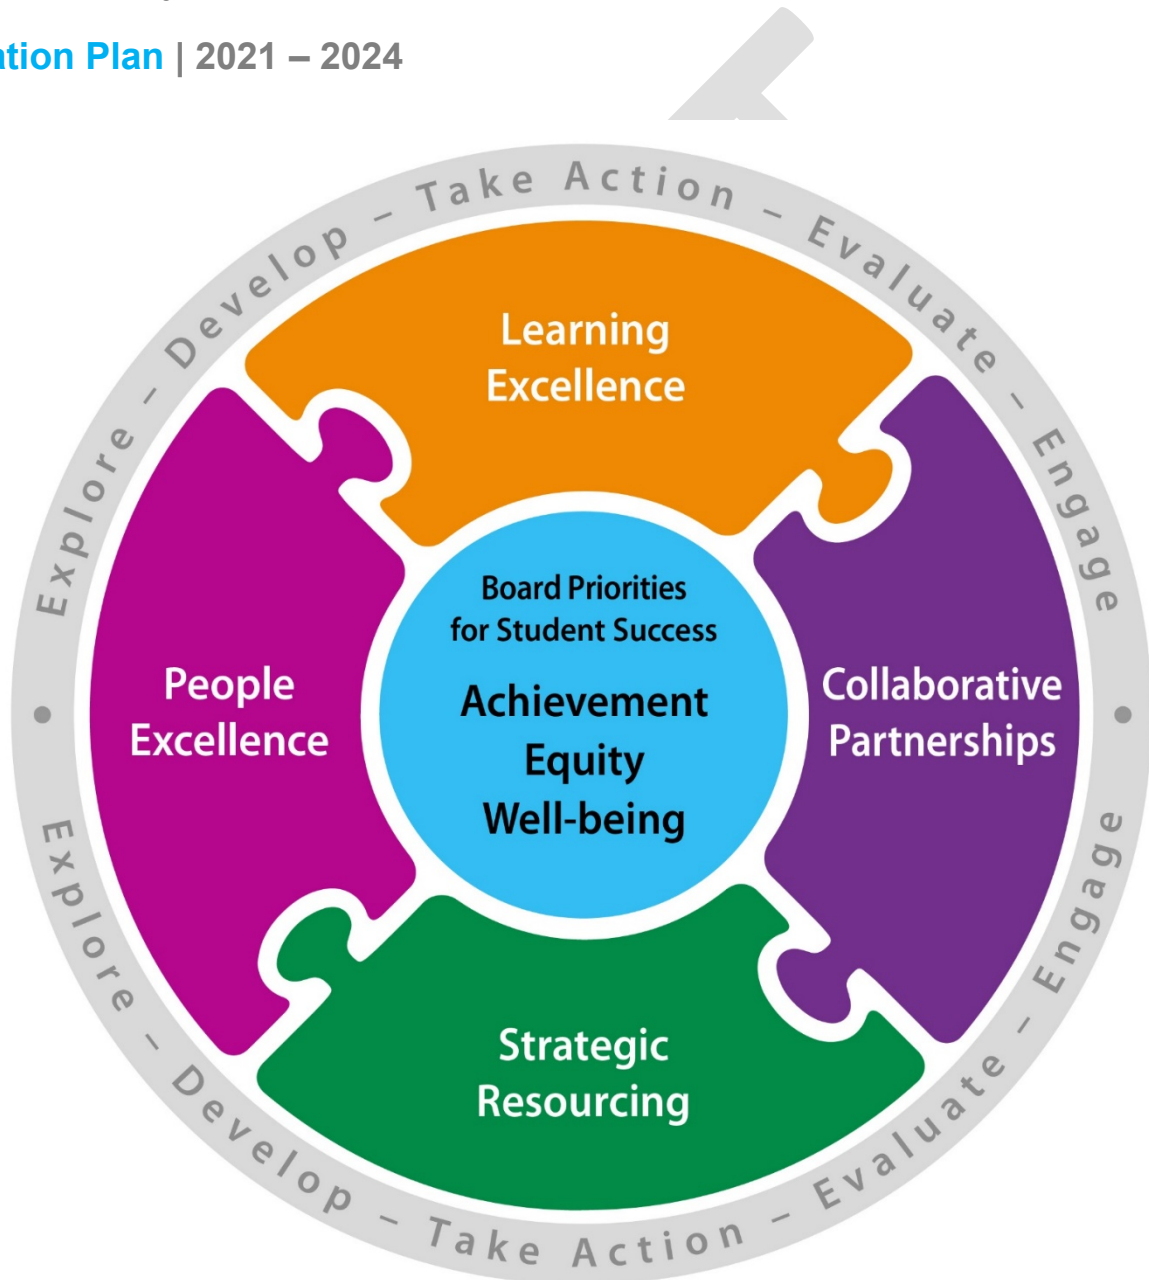 ation Plan | 2021 – 2024
Explore – Develop – Take Action – Evaluate – Engage
Learning
Excellence
People
Excellence
Board Priorities
for Student Success
Achievement
Equity
Well-being
Collaborative
Partnerships
Strategic
Resourcing
Explore – Develop – Take Action – Evaluate – Engage